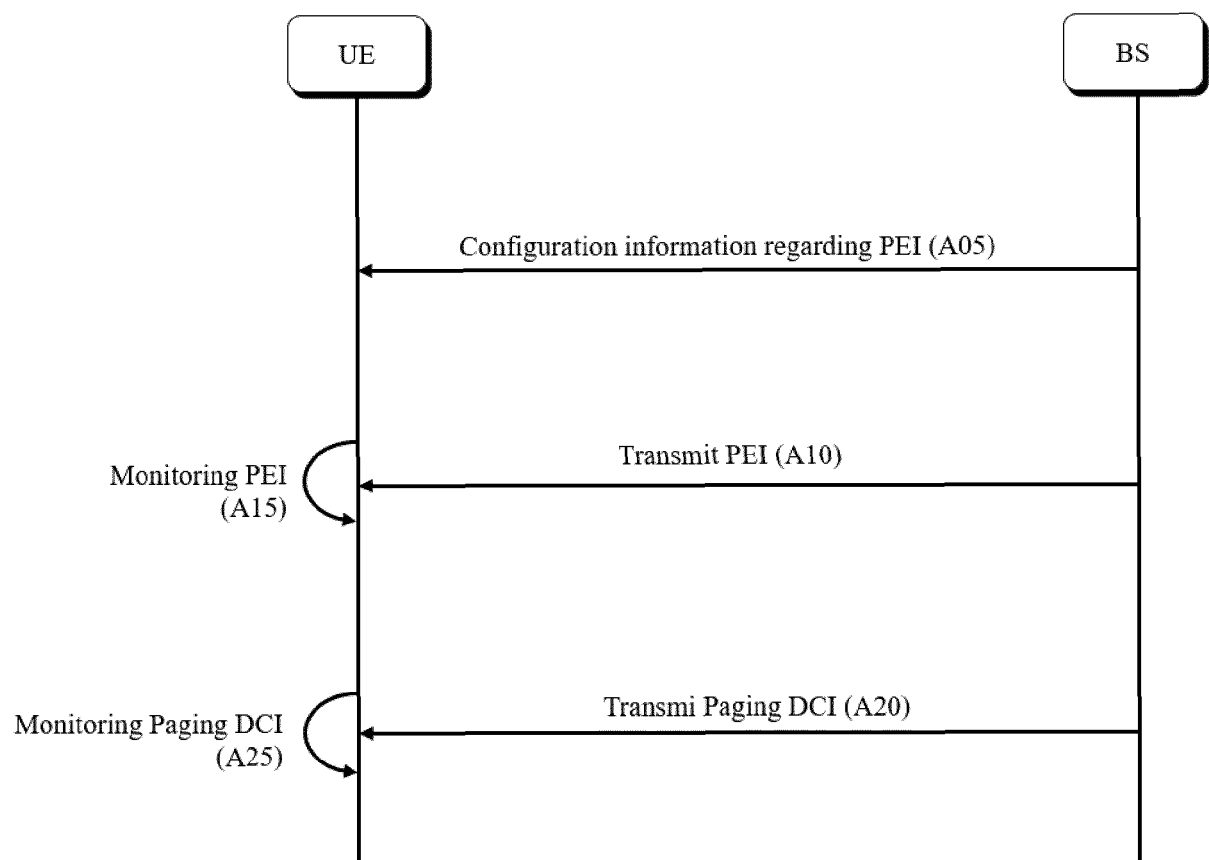 UE
BS
Configuration information regarding PEI (A05)
Transmit PEI (A10)
Monitoring PEI
(A15)
Transmi Paging DCI (A20)
Monitoring Paging DCI
(A25)